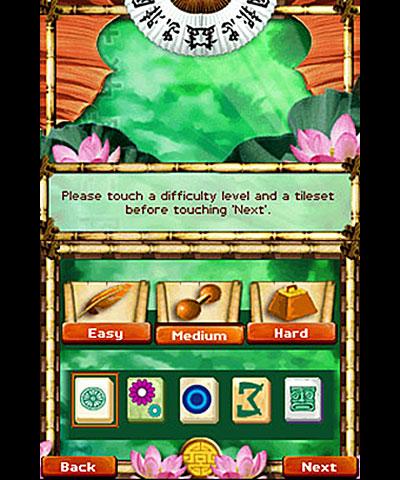 Please touch a difficulty level and a tileset
before touching 'Next'.
Easy
Medium
Hard
Back
Next